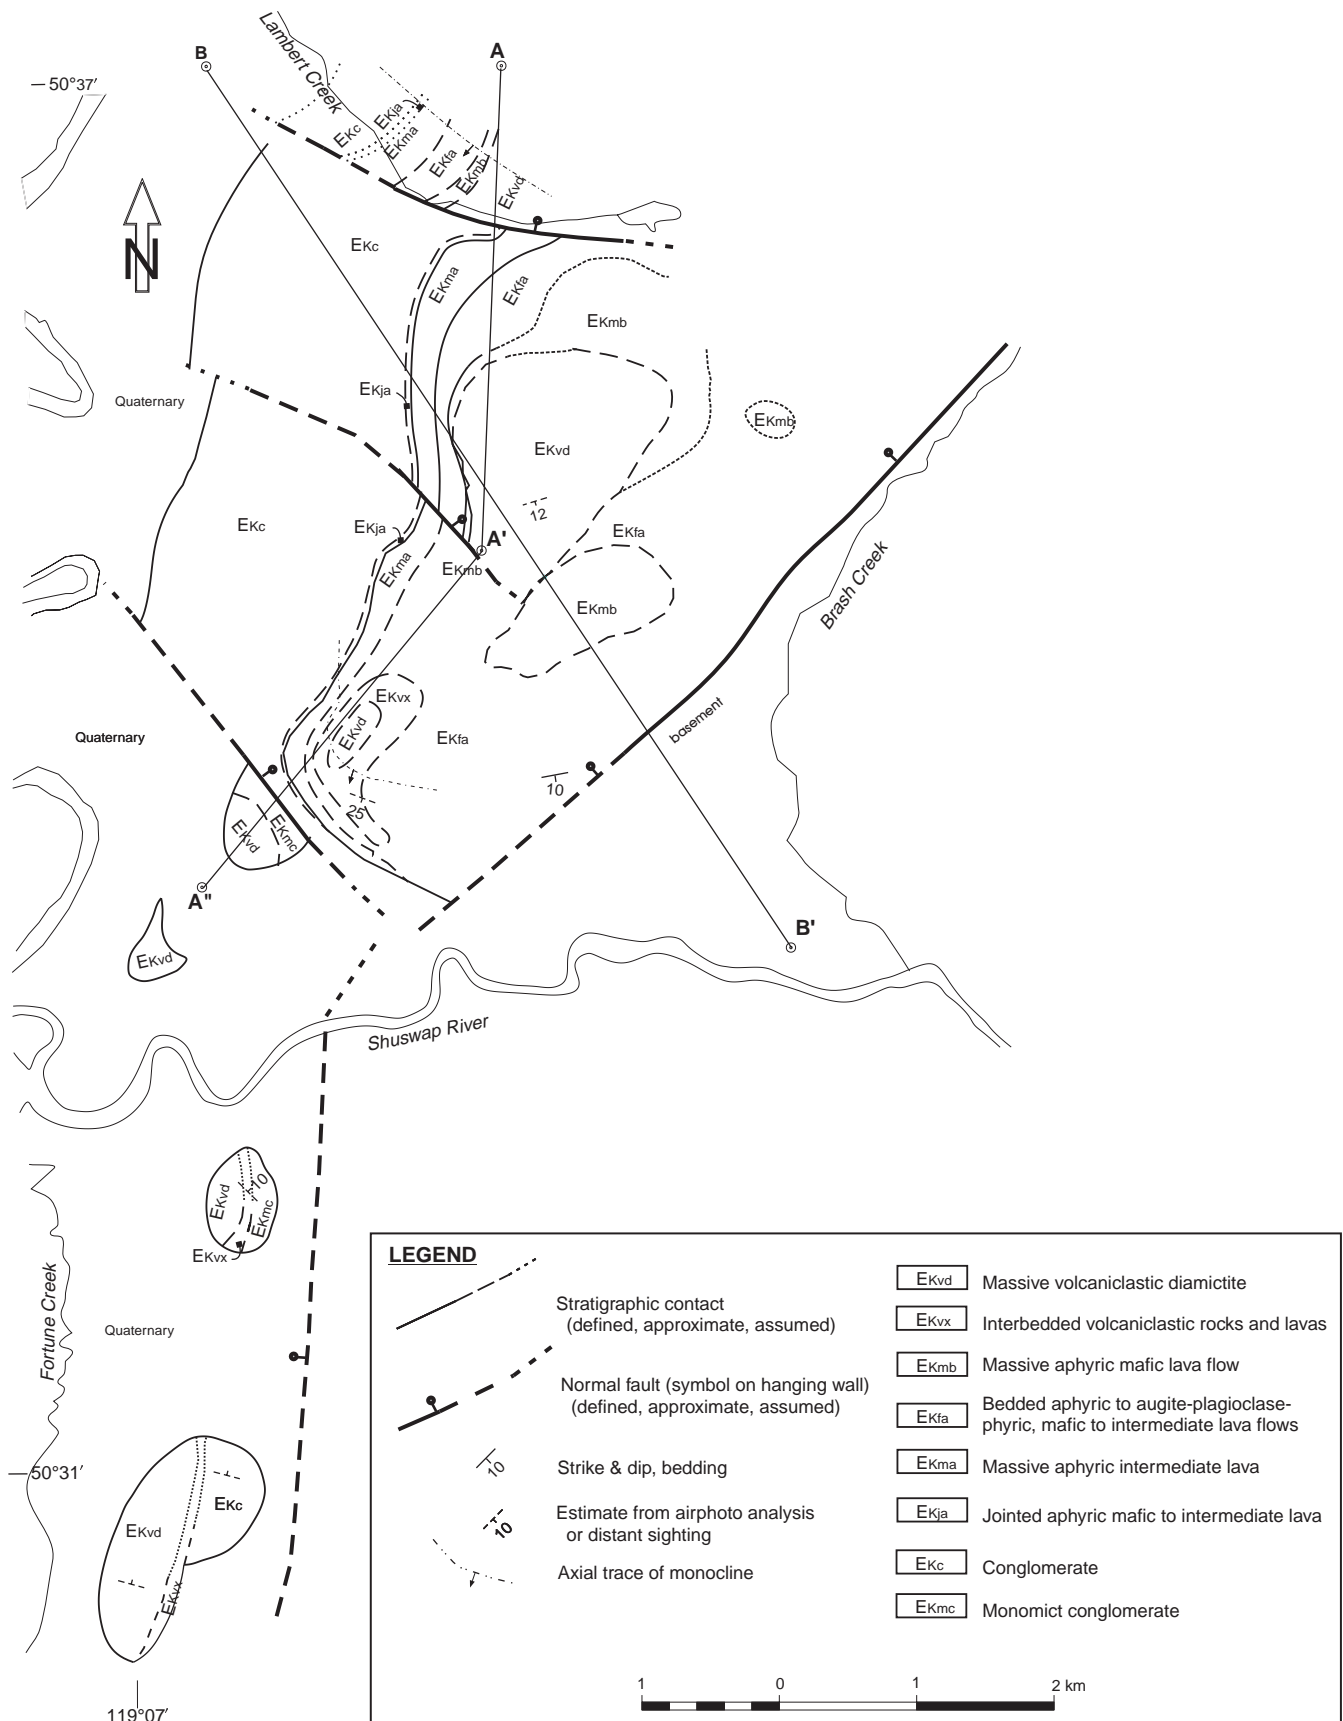 B
A
Lambert Creek
50°37′
EKc
EKja
EKma
EKfa
EKmb
EKvd
N
EKc
EKma
EKfa
EKmb
EKja
Quaternary
EKmb
EKvd
12
EKc
EKja
A'
EKfa
EKma
EKmb
EKmb
Brash Creek
EKvx
EKvd
EKfa
basement
Quaternary
10
25
EKvd
EKmc
A"
B'
EKvd
Shuswap River
EKvd
10
EKmc
EKvx
Fortune Creek
Quaternary
50°31′
EKc
EKvd
EKvx
119°07′
LEGEND
Stratigraphic contact
(defined, approximate, assumed)
Normal fault (symbol on hanging wall)
(defined, approximate, assumed)
10
Strike & dip, bedding
10
Estimate from airphoto analysis
or distant sighting
Axial trace of monocline
EKvd Massive volcaniclastic diamictite
EKvx Interbedded volcaniclastic rocks and lavas
EKmb Massive aphyric mafic lava flow
EKfa Bedded aphyric to augite-plagioclase-
phyric, mafic to intermediate lava flows
EKma Massive aphyric intermediate lava
EKja Jointed aphyric mafic to intermediate lava
EKc Conglomerate
EKmc Monomict conglomerate
1 0 1 2 km